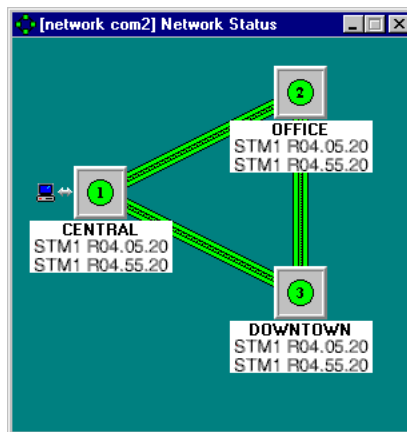 [network com2] Network Status
2
OFFICE
STM1 R04.05.20
STM1 R04.55.20
1
CENTRAL
STM1 R04.05.20
STM1 R04.55.20
3
DOWNTOWN
STM1 R04.05.20
STM1 R04.55.20